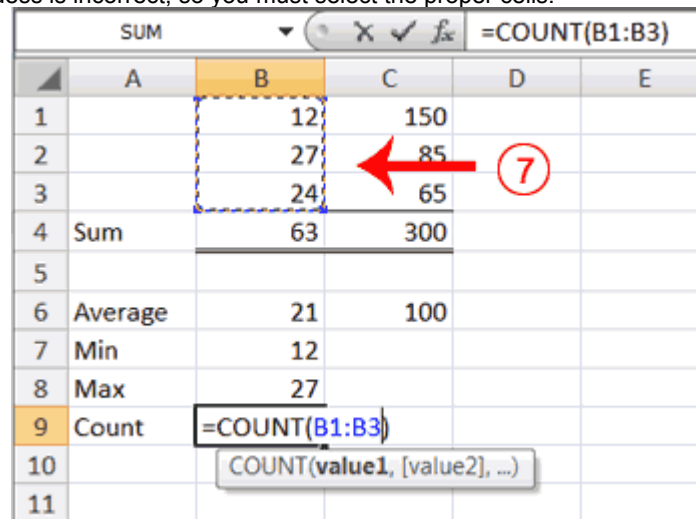 SUM =COUNT(B1:B3)
A B C D E
1 12 150
2 27 85 7
3 24 65
4 Sum 63 300
5
6 Average 21 100
7 Min 12
8 Max 27
9 Count =COUNT(B1:B3)
10 COUNT(value1, [value2], ...)
11